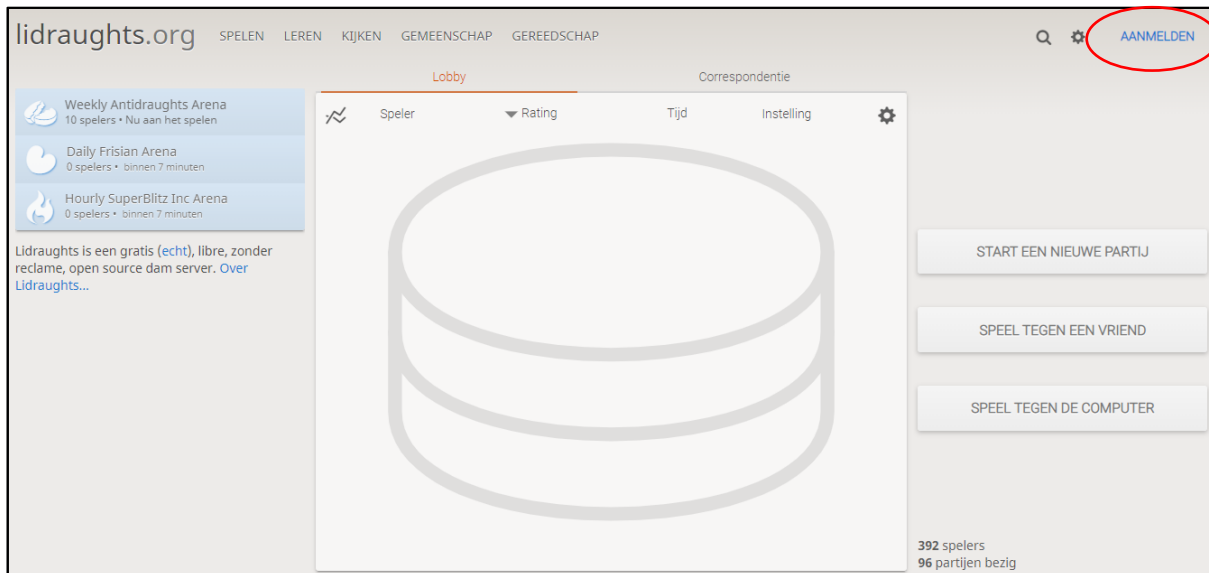 lidraughts.org SPELEN LEREN KIJKEN GEMEENSCHAP GEREEDSCHAP AANMELDEN
Lobby Correspondentie
Weekly Antidraughts Arena
10 spelers • Nu aan het spelen
Daily Frisian Arena
0 spelers • binnen 7 minuten
Hourly SuperBlitz Inc Arena
0 spelers • binnen 7 minuten
Lidraughts is een gratis (echt), libre, zonder
reclame, open source dam server. Over
Lidraughts...
Speler Rating Tijd Instelling
START EEN NIEUWE PARTIJ
SPEEL TEGEN EEN VRIEND
SPEEL TEGEN DE COMPUTER
392 spelers
96 partijen bezig